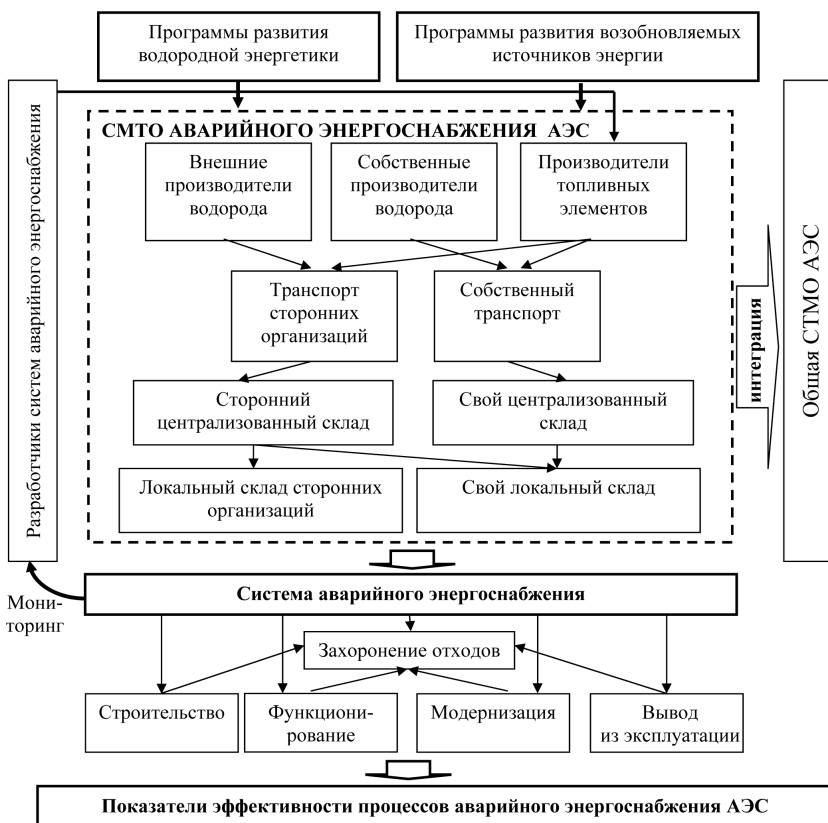 Программы развития
водородной энергетики
Программы развития возобновляемых
источников энергии
Разработчики систем аварийного энергоснабжения
СМТО АВАРИЙНОГО ЭНЕРГОСНАБЖЕНИЯ АЭС
Внешние
производители
водорода
Собственные
производители
водорода
Производители
топливных
элементов
Транспорт
сторонних
организаций
Собственный
транспорт
Сторонний
централизованный склад
Свой централизованный
склад
Локальный склад сторонних
организаций
Свой локальный склад
интеграция
Общая СТМО АЭС
Мони-
торинг
Система аварийного энергоснабжения
Захоронение отходов
Строительство
Функциони-
рование
Модернизация
Вывод
из эксплуатации
Показатели эффективности процессов аварийного энергоснабжения АЭС